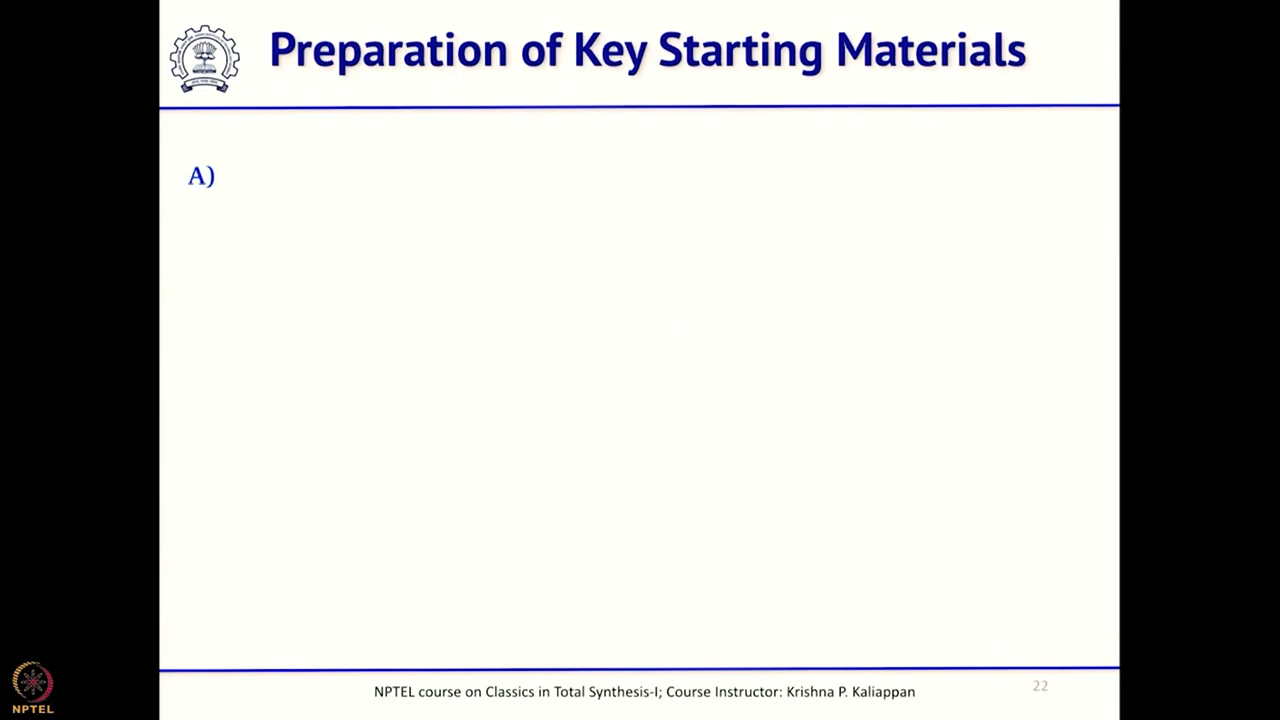 Preparation of Key Starting Materials
A)
NPTEL course on Classics in Total Synthesis-I; Course Instructor: Krishna P. Kaliappan
22
NPTEL